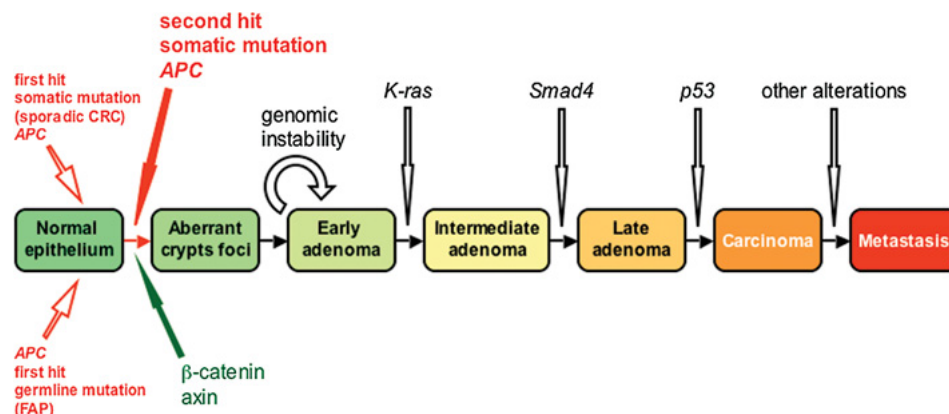 second hit
somatic mutation
APC
first hit
somatic mutation
(sporadic CRC)
APC
genomic
instability
K-ras
Smad4
p53
other alterations
Normal
epithelium
Aberrant
crypts foci
Early
adenoma
Intermediate
adenoma
Late
adenoma
Carcinoma
Metastasis
APC
first hit
germline mutation
(FAP)
β-catenin
axin